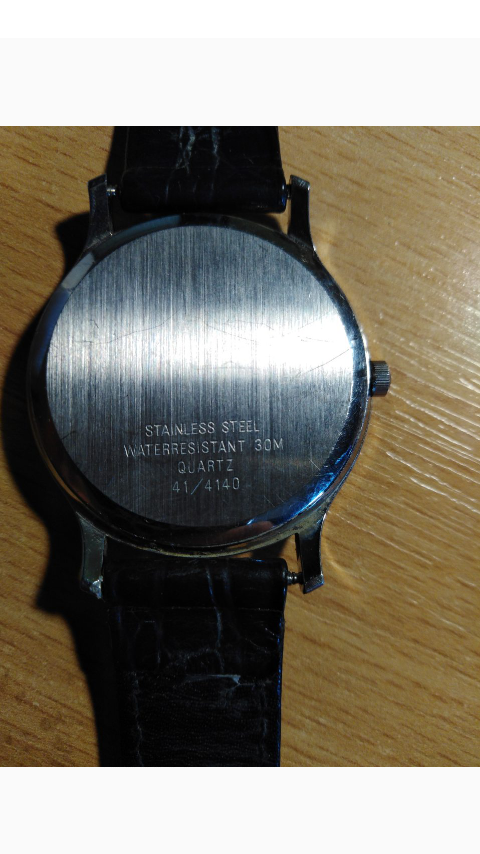 STAINLESS STEEL
WATERRESISTANT 30M
QUARTZ
41/4140